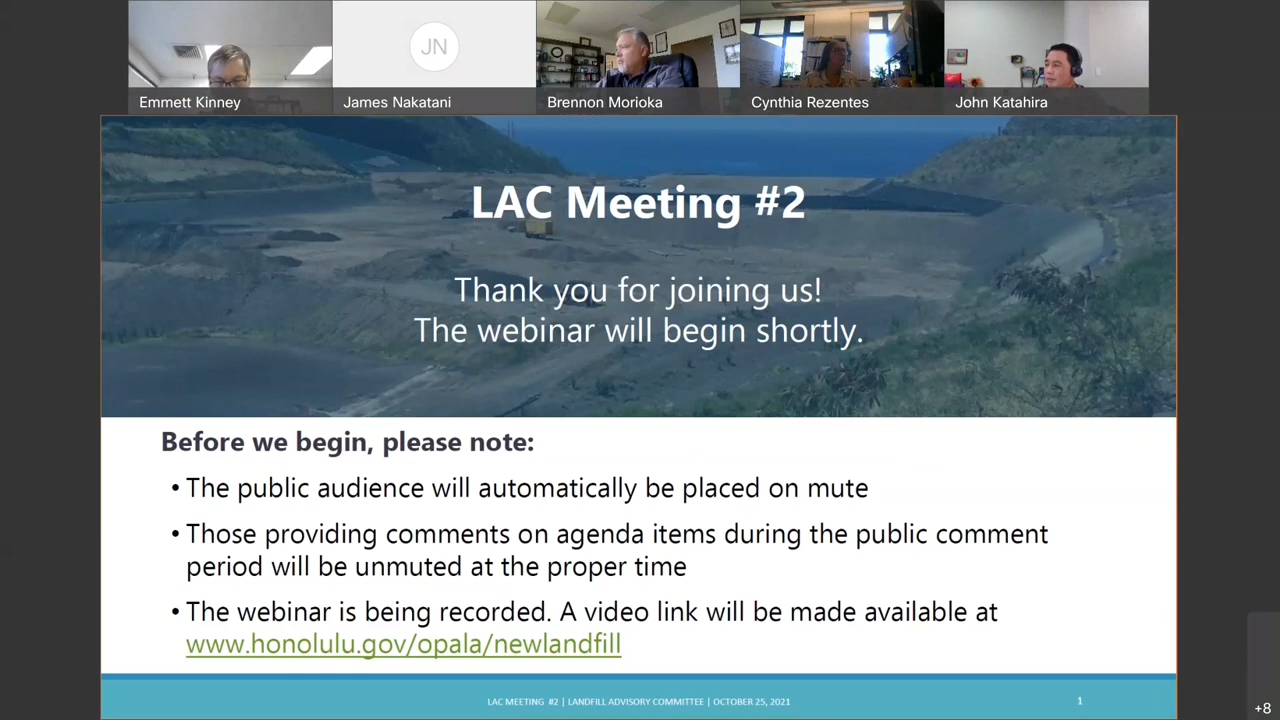 JN
Emmett Kinney
James Nakatani
Brennon Morioka
Cynthia Rezentes
John Katahira
LAC Meeting #2
Thank you for joining us!
The webinar will begin shortly.
Before we begin, please note:
• The public audience will automatically be placed on mute
• Those providing comments on agenda items during the public comment
period will be unmuted at the proper time
• The webinar is being recorded. A video link will be made available at
www.honolulu.gov/opala/newlandfill
LAC MEETING #2 | LANDFILL ADVISORY COMMITTEE | OCTOBER 25, 2021
1
+8